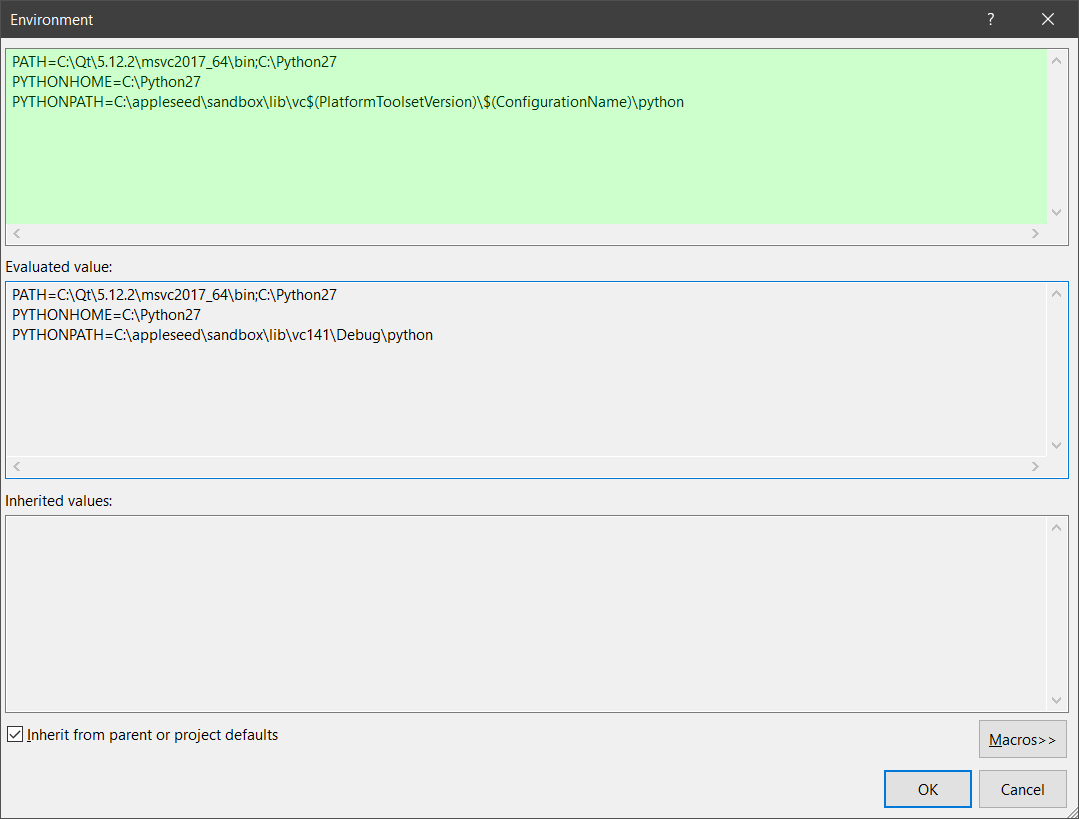 Environment
?
PATH=C:\Qt\5.12.2\msvc2017_64\bin;C:\Python27
PYTHONHOME=C:\Python27
PYTHONPATH=C:\appleseed\sandbox\lib\vc$(PlatformToolsetVersion)\$(ConfigurationName)\python
Evaluated value:
PATH=C:\Qt\5.12.2\msvc2017_64\bin;C:\Python27
PYTHONHOME=C:\Python27
PYTHONPATH=C:\appleseed\sandbox\lib\vc141\Debug\python
Inherited values:
Inherit from parent or project defaults
Macros>>
OK
Cancel